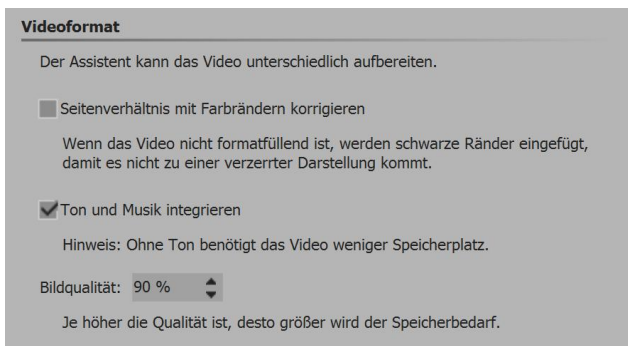 Videoformat
Der Assistent kann das Video unterschiedlich aufbereiten.
Seitenverhältnis mit Farbrändern korrigieren
Wenn das Video nicht formatfüllend ist, werden schwarze Ränder eingefügt,
damit es nicht zu einer verzerrter Darstellung kommt.
Ton und Musik integrieren
Hinweis: Ohne Ton benötigt das Video weniger Speicherplatz.
Bildqualität: 90 %
Je höher die Qualität ist, desto größer wird der Speicherbedarf.